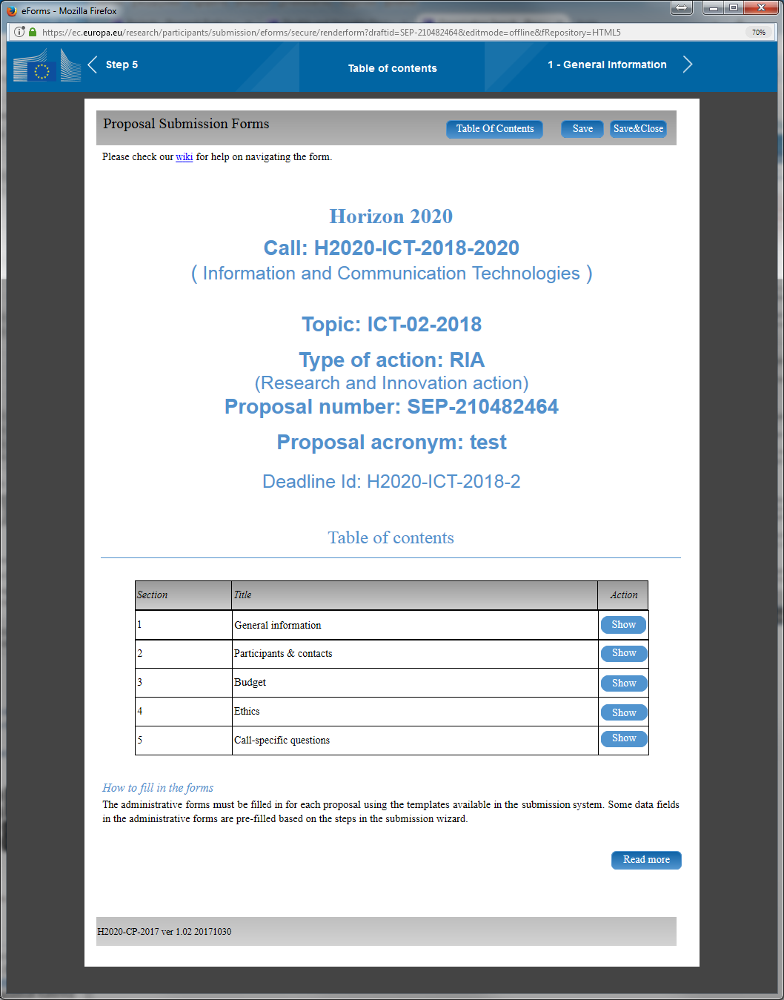 eForms - Mozilla Firefox
https://ec.europa.eu/research/participants/submission/eforms/secure/renderform?draftid=SEP-210482464&editmode=offline&fRepository=HTML5
70%
Step 5
Table of contents
1 - General Information
Proposal Submission Forms
Table Of Contents
Save
Save&Close
Please check our wiki for help on navigating the form.
Horizon 2020
Call: H2020-ICT-2018-2020
( Information and Communication Technologies )
Topic: ICT-02-2018
Type of action: RIA
(Research and Innovation action)
Proposal number: SEP-210482464
Proposal acronym: test
Deadline Id: H2020-ICT-2018-2
Table of contents
Section Title Action
1 General information Show
2 Participants & contacts Show
3 Budget Show
4 Ethics Show
5 Call-specific questions Show
How to fill in the forms
The administrative forms must be filled in for each proposal using the templates available in the submission system. Some data fields
in the administrative forms are pre-filled based on the steps in the submission wizard.
Read more
H2020-CP-2017 ver 1.02 20171030